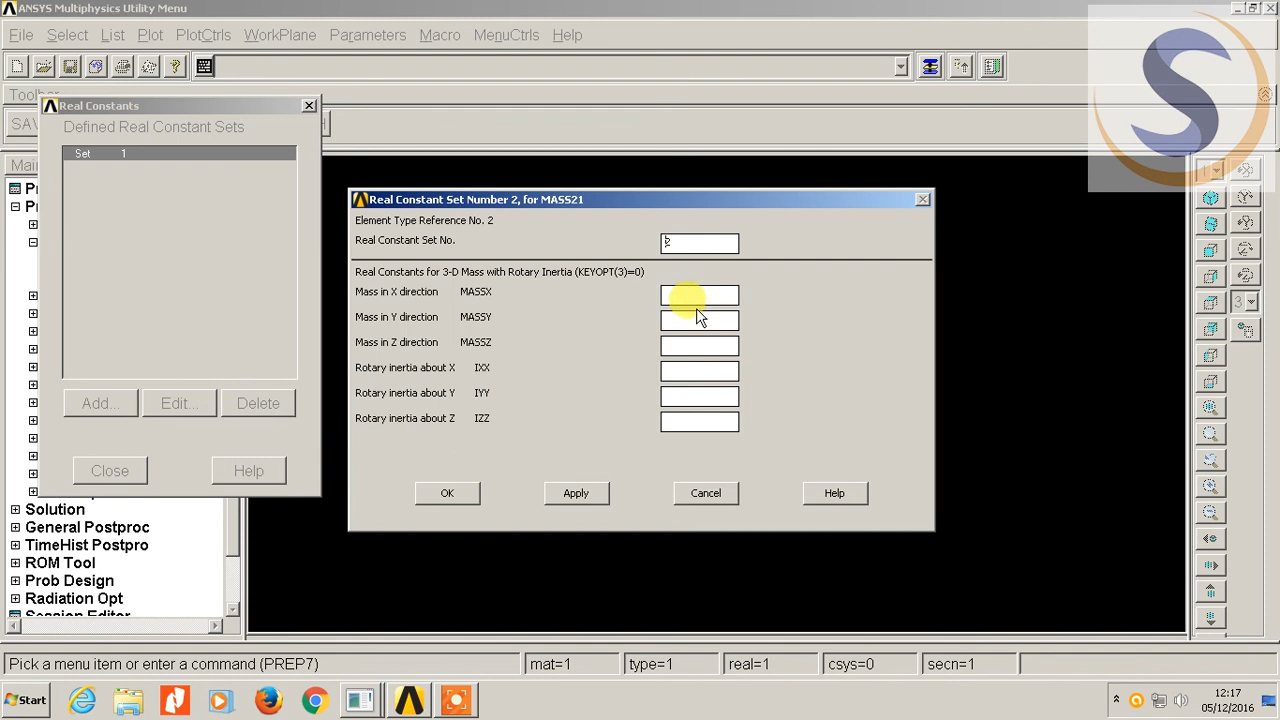 ANSYS Multiphysics Utility Menu
File Select List Plot PlotCtrls WorkPlane Parameters Macro MenuCtrls Help
Real Constants
Defined Real Constant Sets
Set 1
Add... Edit... Delete
Close Help
Real Constant Set Number 2, for MASS21
Element Type Reference No. 2
Real Constant Set No. 2
Real Constants for 3-D Mass with Rotary Inertia (KEYOPT(3)=0)
Mass in X direction MASSX
Mass in Y direction MASSY
Mass in Z direction MASSZ
Rotary inertia about X IXX
Rotary inertia about Y IYY
Rotary inertia about Z IZZ
OK Apply Cancel Help
Solution
General Postproc
TimeHist Postpro
ROM Tool
Prob Design
Radiation Opt
Session Editor
3
Pick a menu item or enter a command (PREP7) mat=1 type=1 real=1 csys=0 secn=1
Start
12:17
05/12/2016